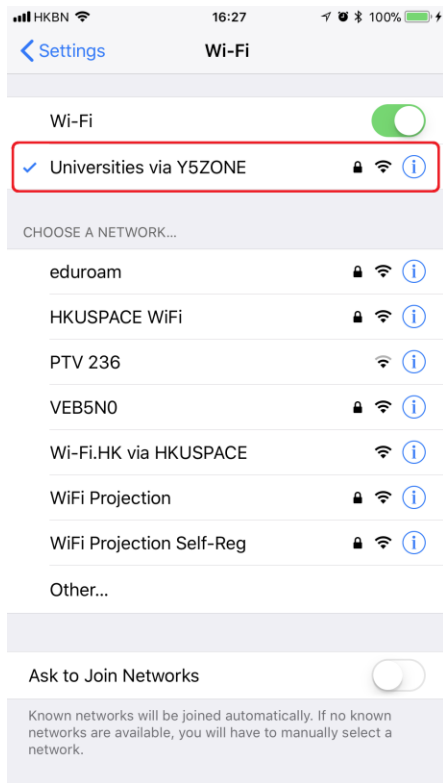 HKBN 16:27 100%
Settings Wi-Fi
Wi-Fi
Universities via Y5ZONE
CHOOSE A NETWORK...
eduroam
HKUSPACE WiFi
PTV 236
VEB5N0
Wi-Fi.HK via HKUSPACE
WiFi Projection
WiFi Projection Self-Reg
Other...
Ask to Join Networks
Known networks will be joined automatically. If no known
networks are available, you will have to manually select a
network.